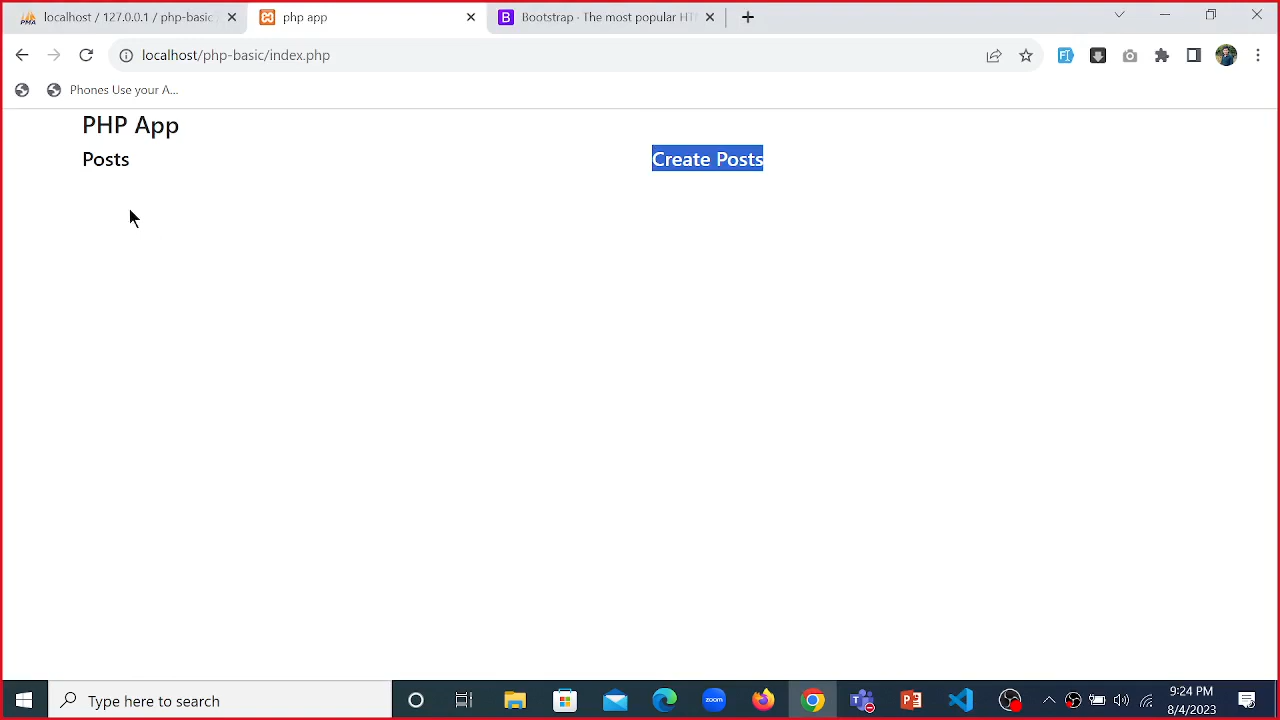 localhost / 127.0.0.1 / php-basic
php app
Bootstrap · The most popular HT
localhost/php-basic/index.php
Phones Use your A...
PHP App
Posts
Create Posts
Type here to search
zoom
9:24 PM
8/4/2023